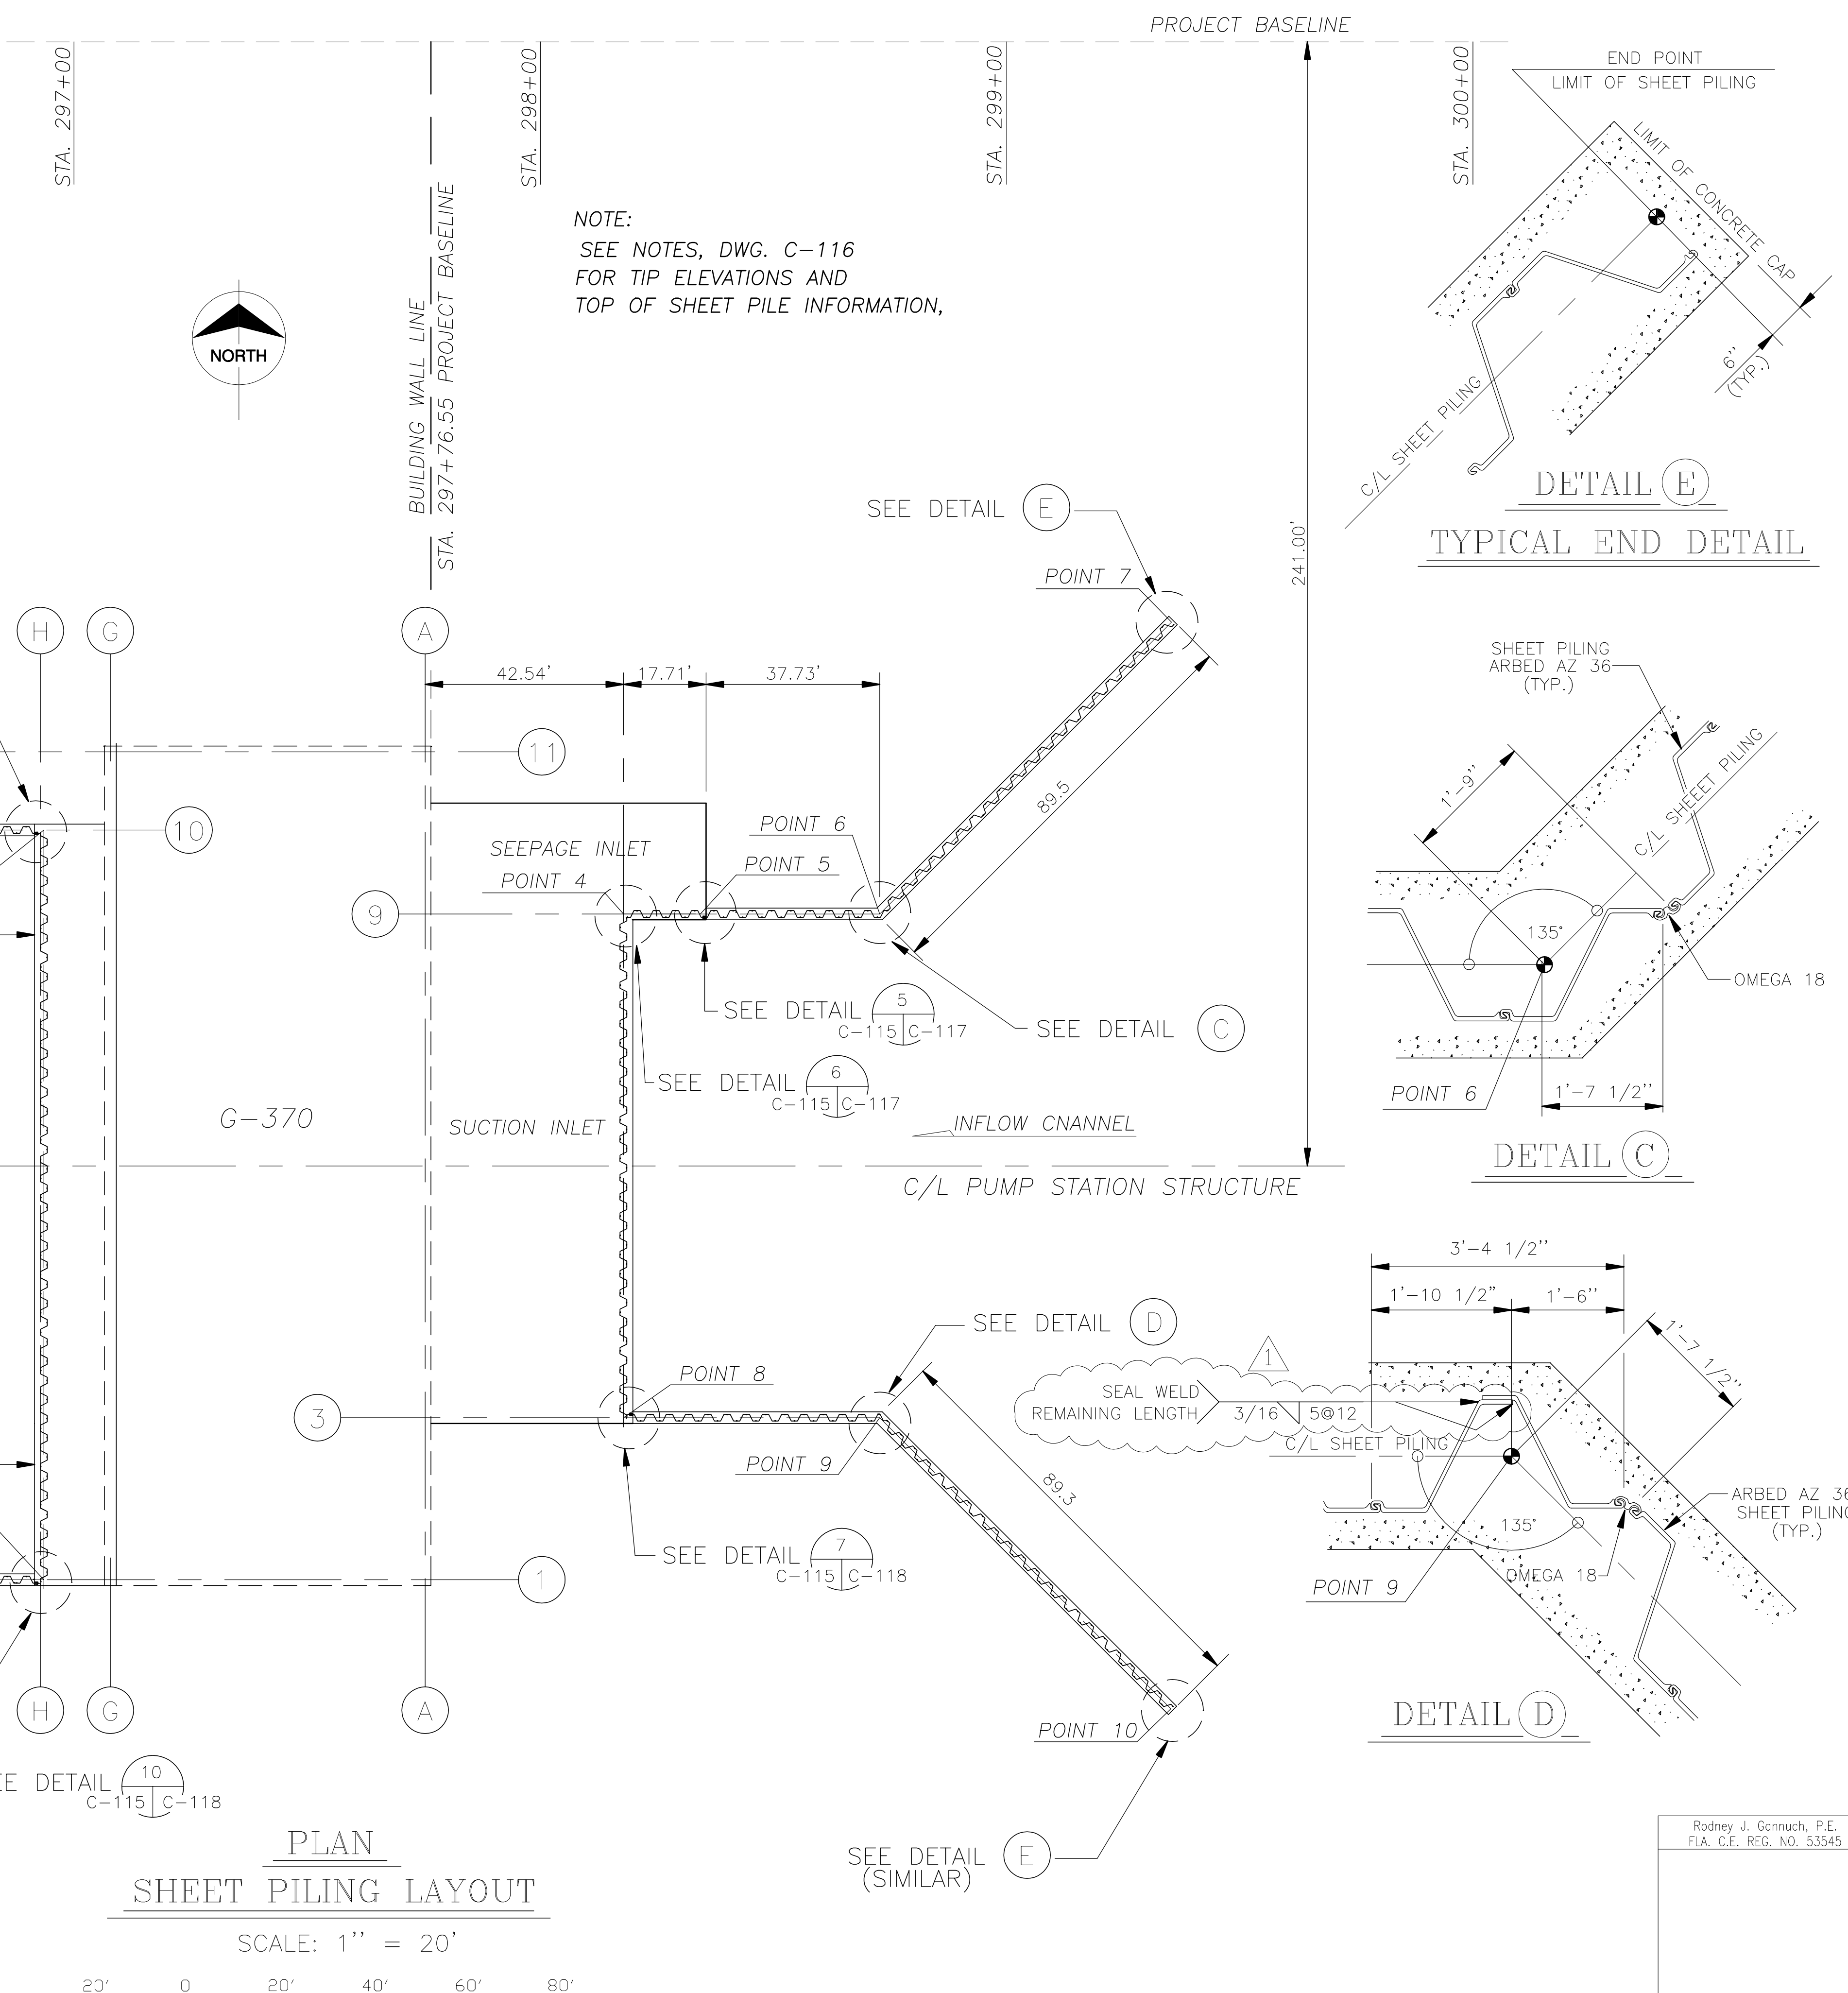 PROJECT BASELINE
STA. 297+00
STA. 298+00
STA. 299+00
STA. 300+00
BUILDING WALL LINE
STA. 297+76.55 PROJECT BASELINE
NOTE:
SEE NOTES, DWG. C-116
FOR TIP ELEVATIONS AND
TOP OF SHEET PILE INFORMATION,
NORTH
END POINT
LIMIT OF SHEET PILING
LIMIT OF CONCRETE CAP
C/L SHEET PILING
6''
(TYP.)
DETAIL E
TYPICAL END DETAIL
241.00'
SEE DETAIL E
POINT 7
H
G
A
42.54'
17.71'
37.73'
89.5
11
10
9
SEEPAGE INLET
POINT 4
POINT 6
POINT 5
SEE DETAIL 5
C-115 C-117
SEE DETAIL C
SEE DETAIL 6
C-115 C-117
G-370
SUCTION INLET
INFLOW CNANNEL
C/L PUMP STATION STRUCTURE
SHEET PILING
ARBED AZ 36
(TYP.)
1'-9''
C/L SHEEET PILING
135°
OMEGA 18
POINT 6
1'-7 1/2''
DETAIL C
SEE DETAIL D
POINT 8
3
POINT 9
89.3
SEE DETAIL 7
C-115 C-118
1
POINT 10
H
G
A
3'-4 1/2''
1'-10 1/2"
1'-6''
1'-7 1/2''
1
SEAL WELD
REMAINING LENGTH
3/16
5@12
C/L SHEET PILING
135°
ARBED AZ 36
SHEET PILING
(TYP.)
OMEGA 18
POINT 9
DETAIL D
EE DETAIL 10
C-115 C-118
SEE DETAIL E
(SIMILAR)
PLAN
SHEET PILING LAYOUT
SCALE: 1'' = 20'
20' 0 20' 40' 60' 80'
Rodney J. Gannuch, P.E.
FLA. C.E. REG. NO. 53545